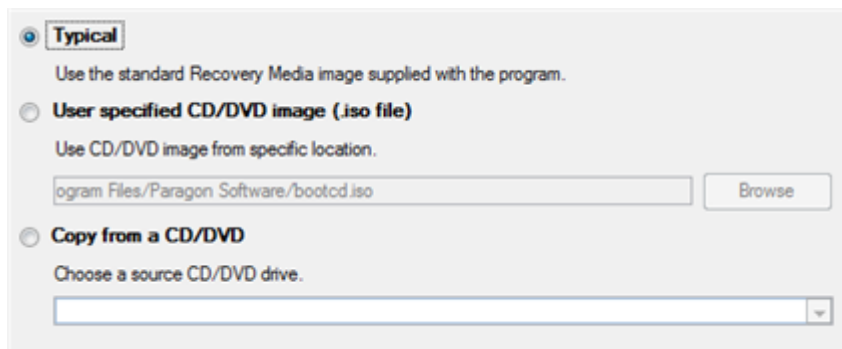 Typical
Use the standard Recovery Media image supplied with the program.
User specified CD/DVD image (.iso file)
Use CD/DVD image from specific location.
ogram Files/Paragon Software/bootcd.iso
Browse
Copy from a CD/DVD
Choose a source CD/DVD drive.